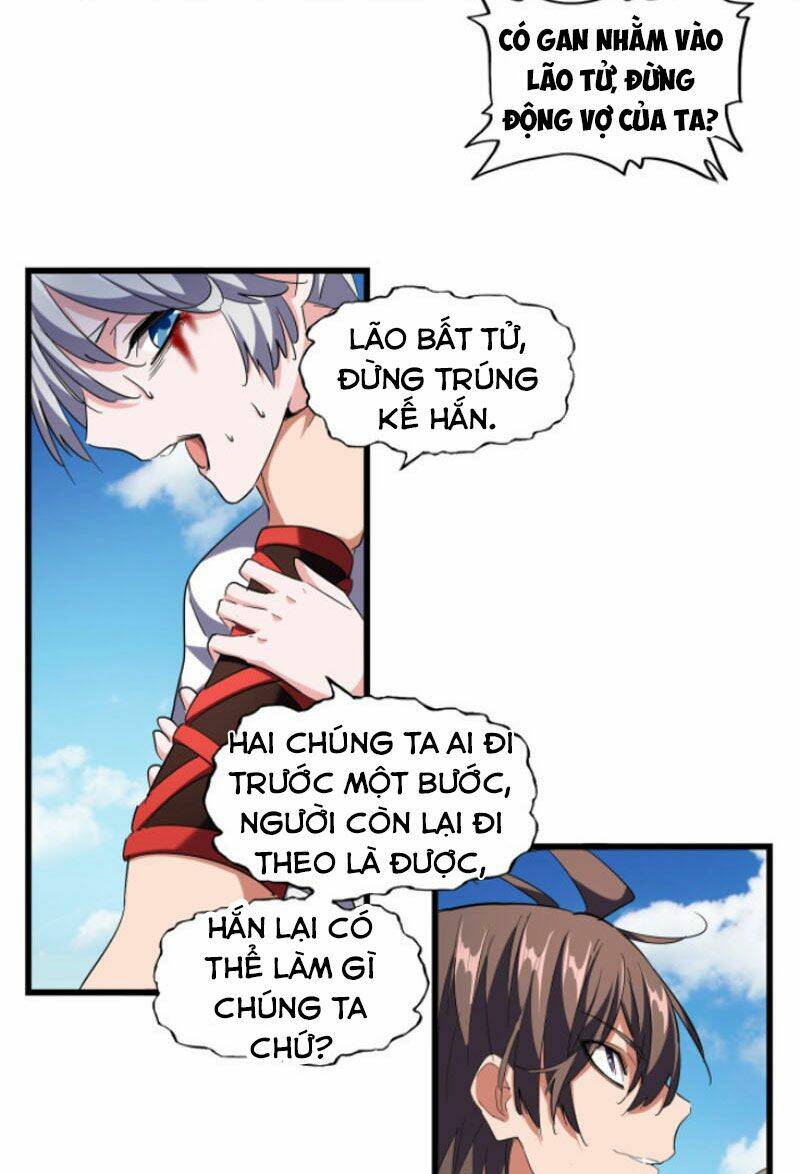 CÓ GAN NHẰM VÀO
LÃO TỬ, ĐỪNG
ĐỘNG VỢ CỦA TA?
LÃO BẤT TỬ,
ĐỪNG TRÚNG
KẾ HẮN.
HAI CHÚNG TA AI ĐI
TRƯỚC MỘT BƯỚC,
NGƯỜI CÒN LẠI ĐI
THEO LÀ ĐƯỢC,
HẮN LẠI CÓ
THỂ LÀM GÌ
CHÚNG TA
CHỨ?